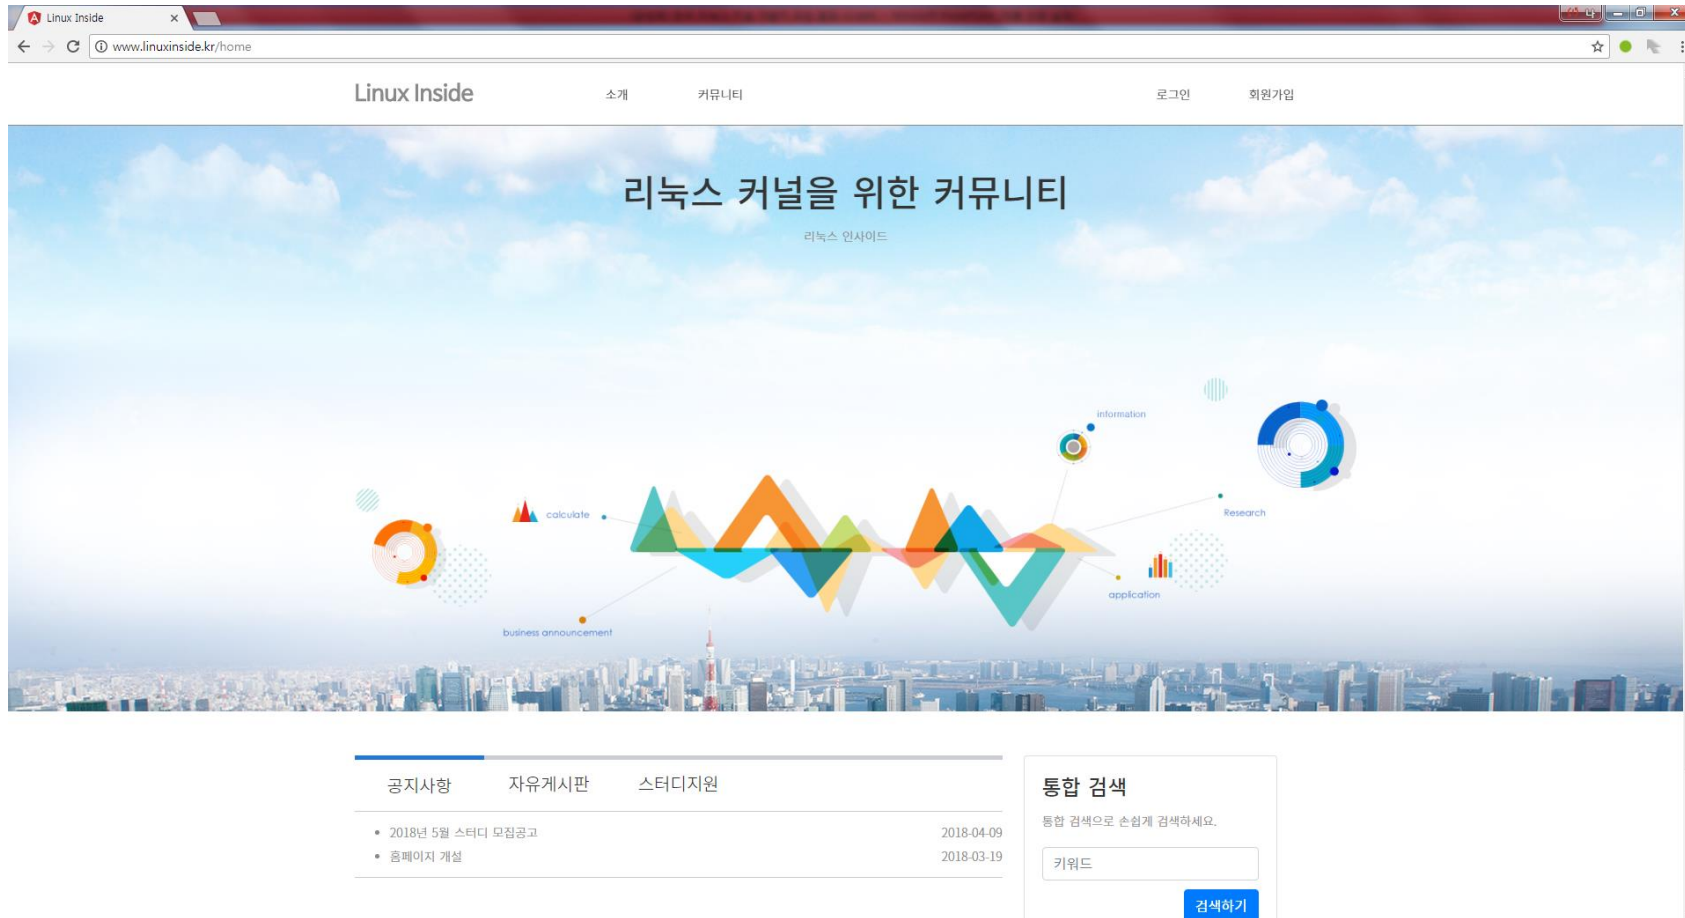 Linux Inside
www.linuxinside.kr/home
Linux Inside 소개 커뮤니티 로그인 회원가입
리눅스 커널을 위한 커뮤니티
리눅스 인사이드
information
calculate
Research
application
business announcement
공지사항 자유게시판 스터디지원
2018년 5월 스터디 모집공고 2018-04-09
홈페이지 개설 2018-03-19
통합 검색
통합 검색으로 손쉽게 검색하세요.
키워드
검색하기